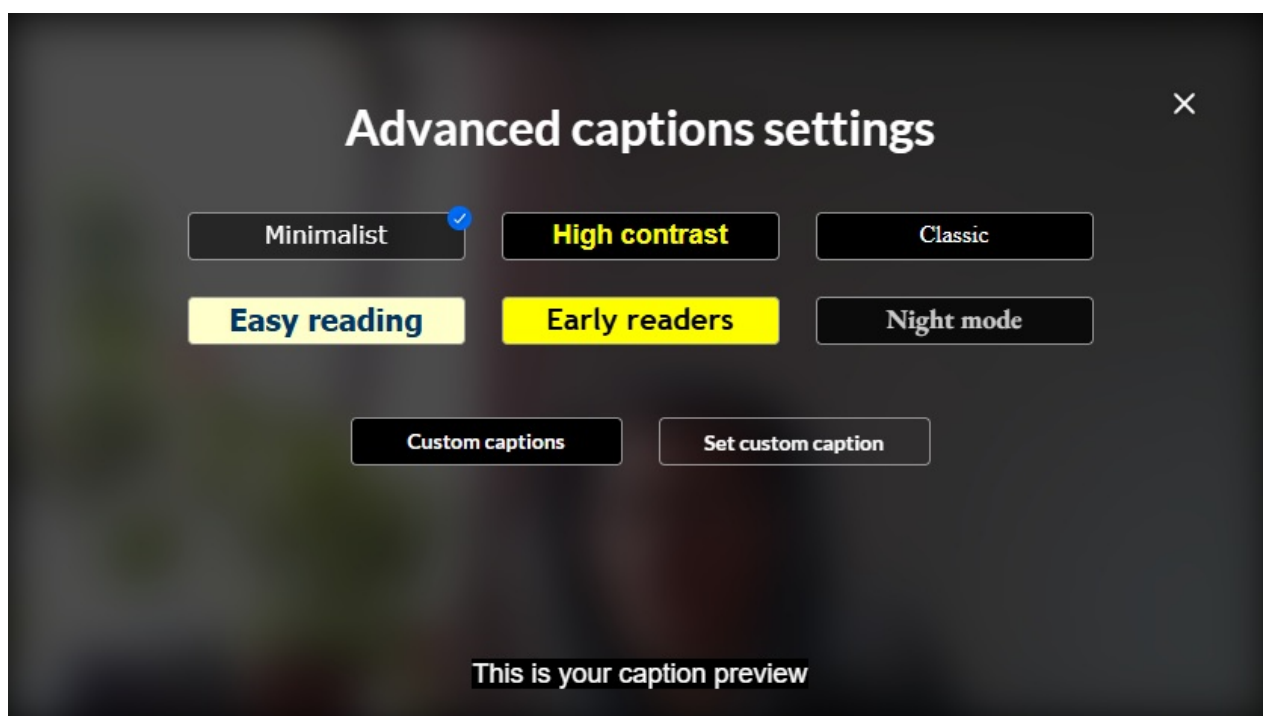 Advanced captions settings
Minimalist High contrast Classic
Easy reading Early readers Night mode
Custom captions Set custom caption
This is your caption preview